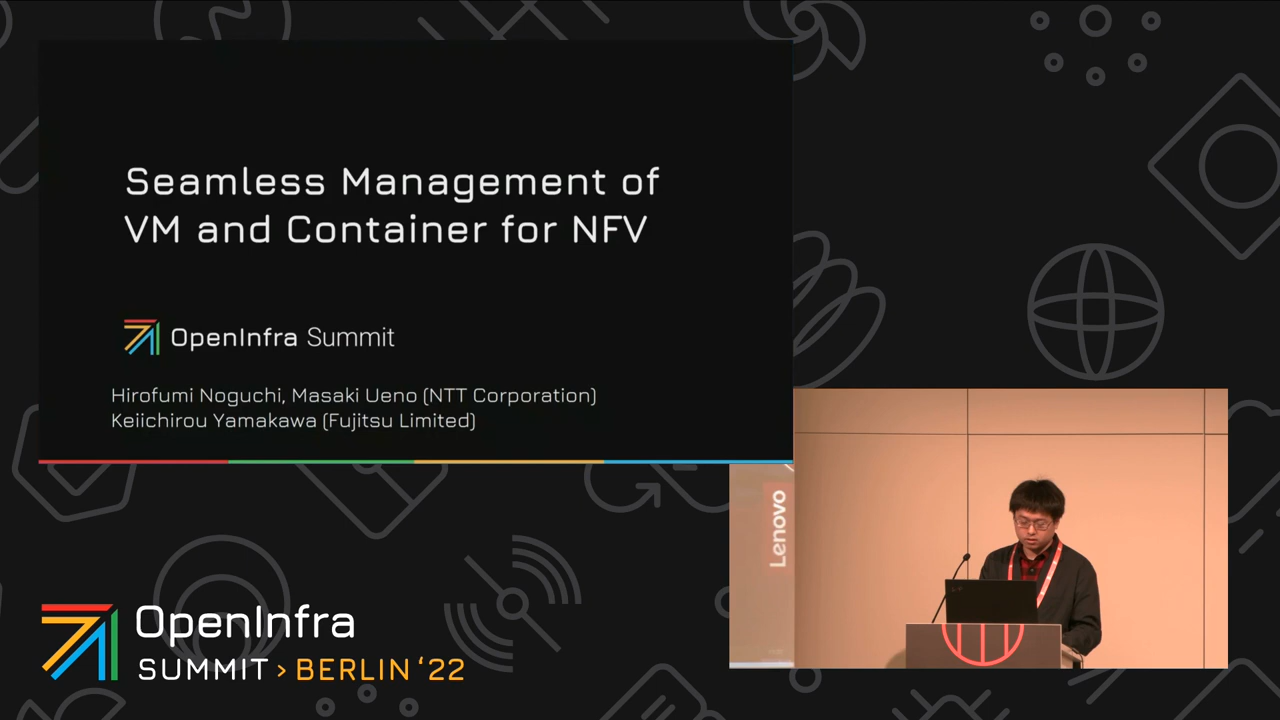 Seamless Management of
VM and Container for NFV
OpenInfra Summit
Hirofumi Noguchi, Masaki Ueno (NTT Corporation)
Keiichirou Yamakawa (Fujitsu Limited)
Lenovo
OpenInfra
SUMMIT > BERLIN ‘22